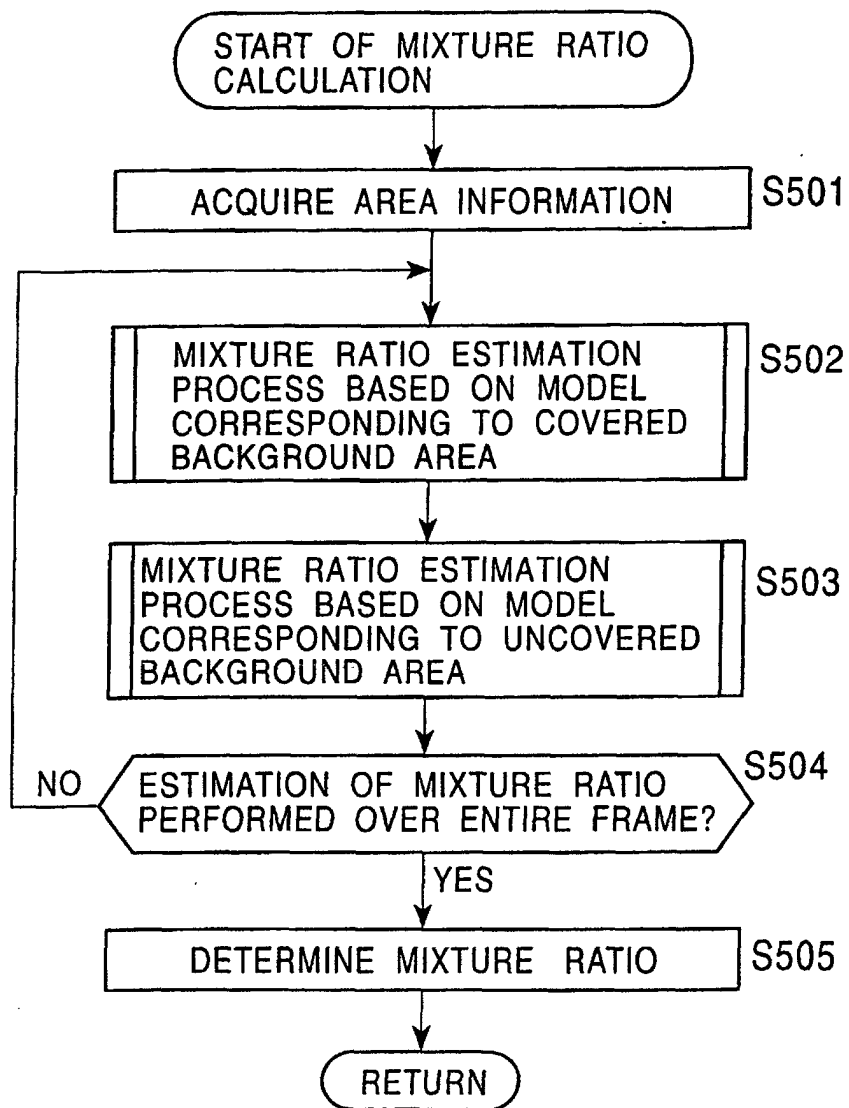 START OF MIXTURE RATIO
CALCULATION
ACQUIRE AREA INFORMATION
S501
MIXTURE RATIO ESTIMATION
PROCESS BASED ON MODEL
CORRESPONDING TO COVERED
BACKGROUND AREA
S502
MIXTURE RATIO ESTIMATION
PROCESS BASED ON MODEL
CORRESPONDING TO UNCOVERED
BACKGROUND AREA
S503
NO
ESTIMATION OF MIXTURE RATIO
PERFORMED OVER ENTIRE FRAME?
S504
YES
DETERMINE MIXTURE RATIO
S505
RETURN